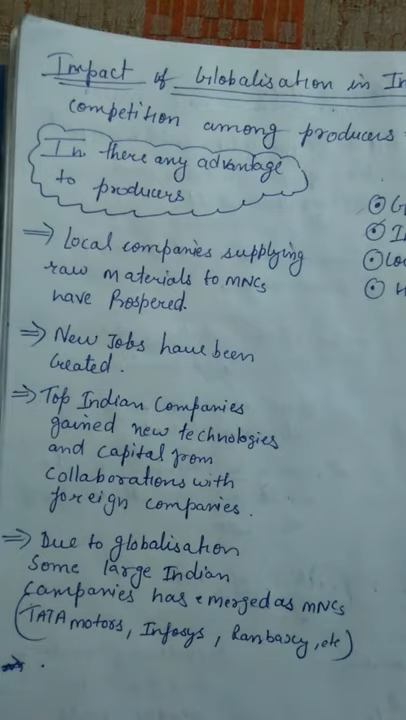 Impact of Globalisation in In
competition among producers
In there any advantage
to producers
⇒ Local companies supplying
raw materials to MNCs
have Prospered.
⇒ New Jobs have been
created.
⇒ Top Indian Companies
gained new technologies
and capital from
collaborations with
foreign companies.
⇒ Due to globalisation
Some large Indian
companies has emerged as MNCs
(TATA motors, Infosys, Ranbaxy, etc)
G
I
Lo
H